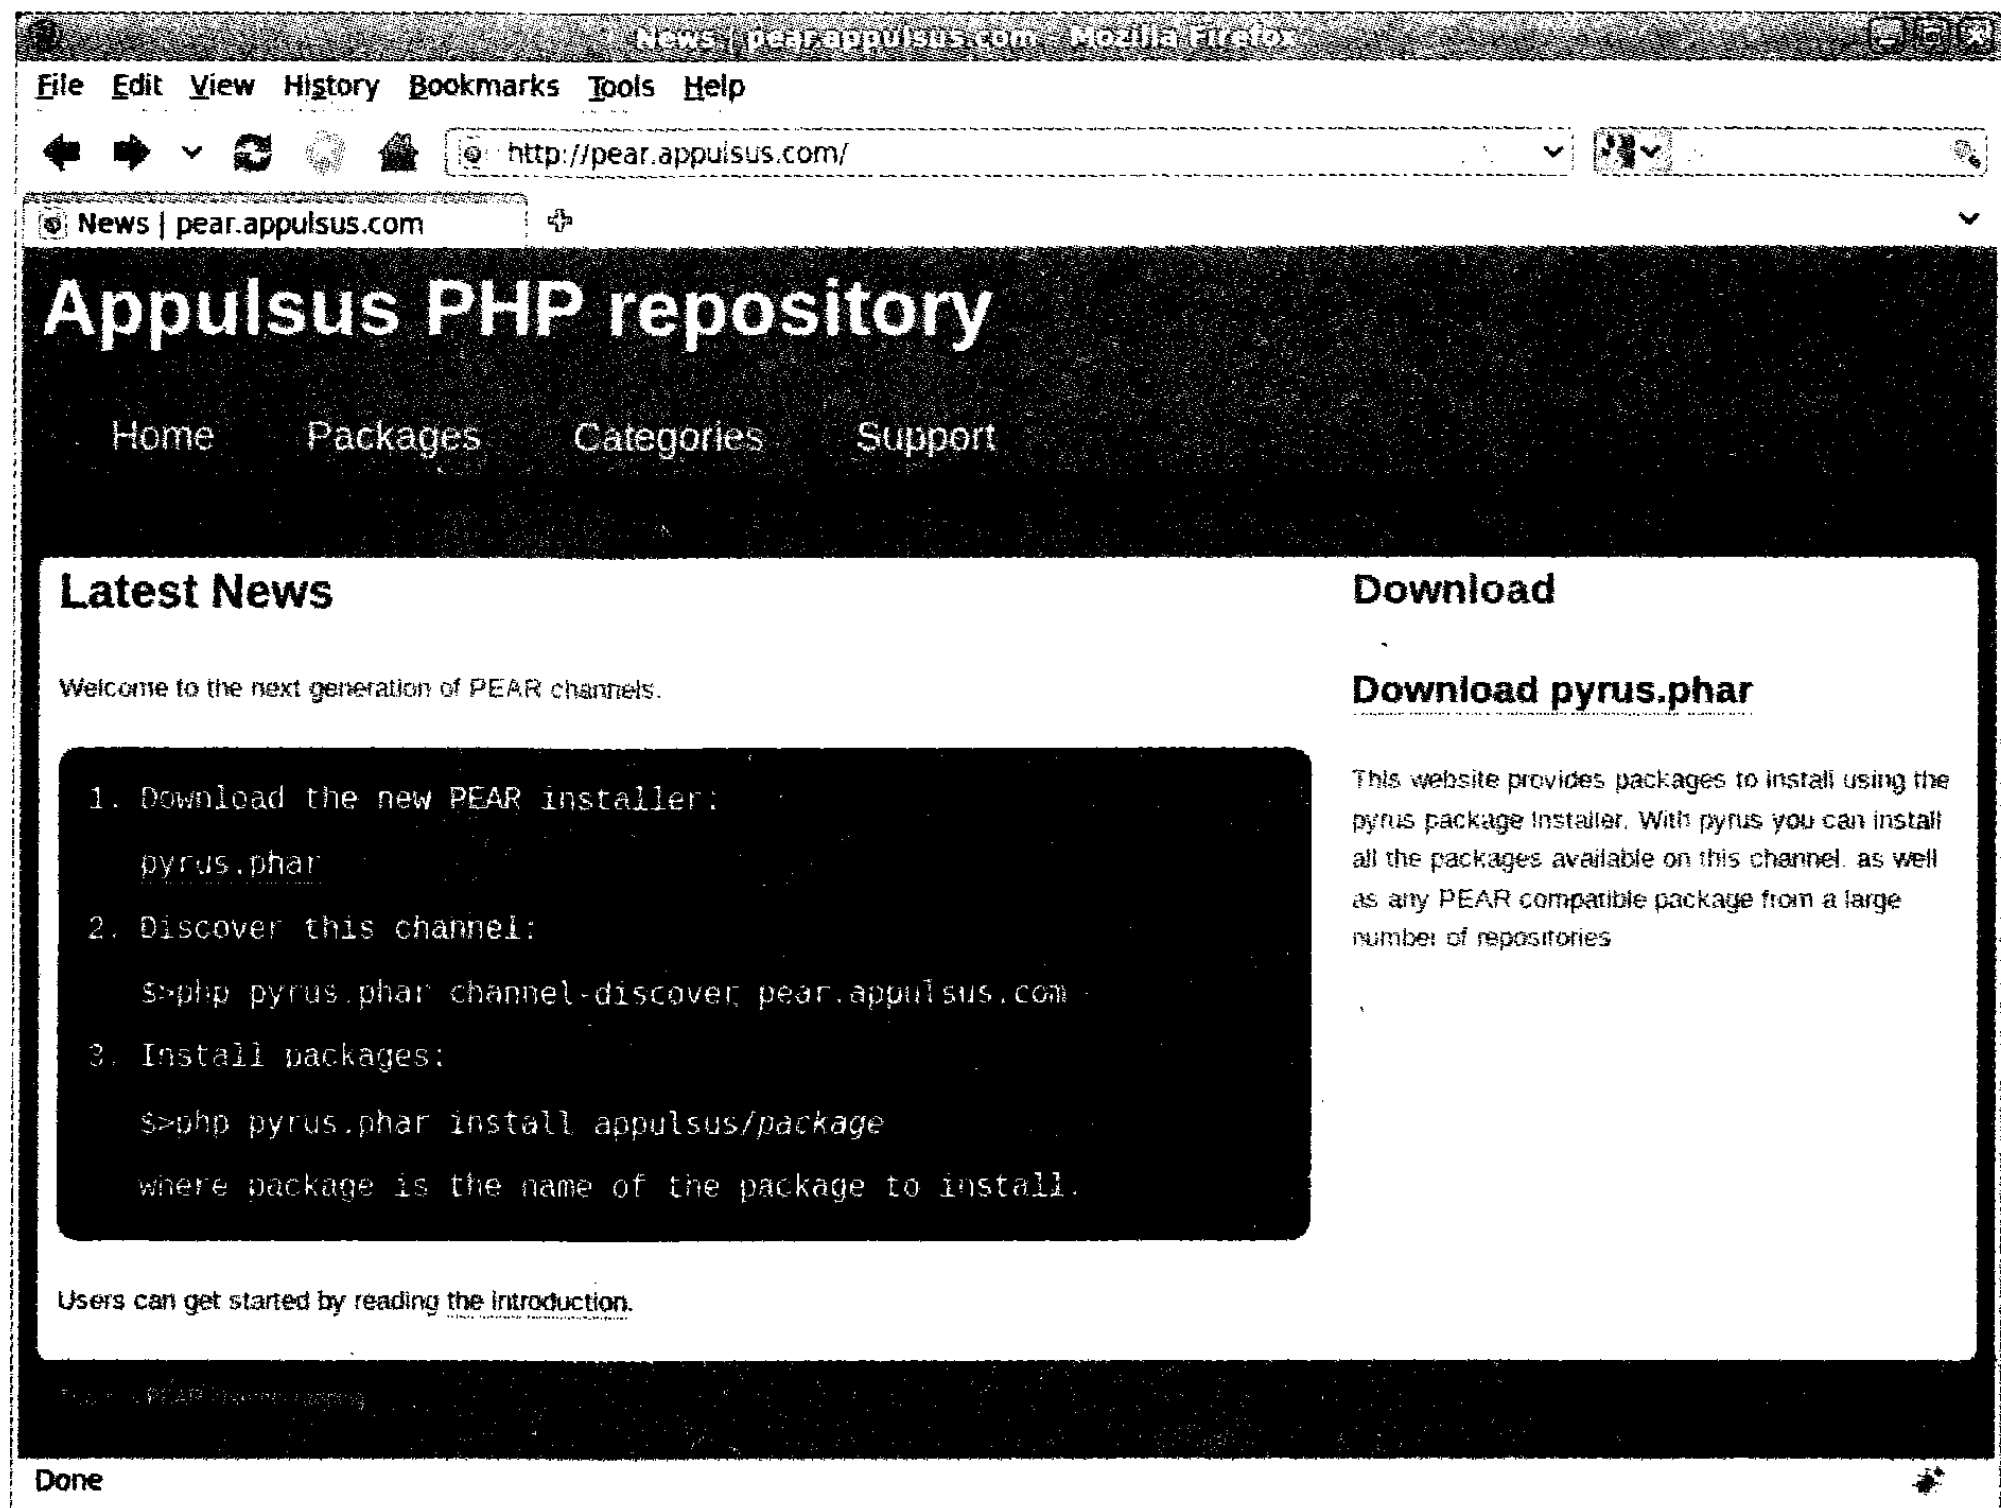 News | pear.appulsus.com - Mozilla Firefox
File Edit View History Bookmarks Tools Help
http://pear.appulsus.com/
News | pear.appulsus.com
Appulsus PHP repository
Home Packages Categories Support
Latest News
Welcome to the next generation of PEAR channels.
1. Download the new PEAR installer:
pyrus.phar
2. Discover this channel:
$>php pyrus.phar channel-discover pear.appulsus.com
3. Install packages:
$>php pyrus.phar install appulsus/package
where package is the name of the package to install.
Users can get started by reading the introduction.
Download
Download pyrus.phar
This website provides packages to install using the
pyrus package installer. With pyrus you can install
all the packages available on this channel. as well
as any PEAR compatible package from a large
number of repositories
PEAR
Done